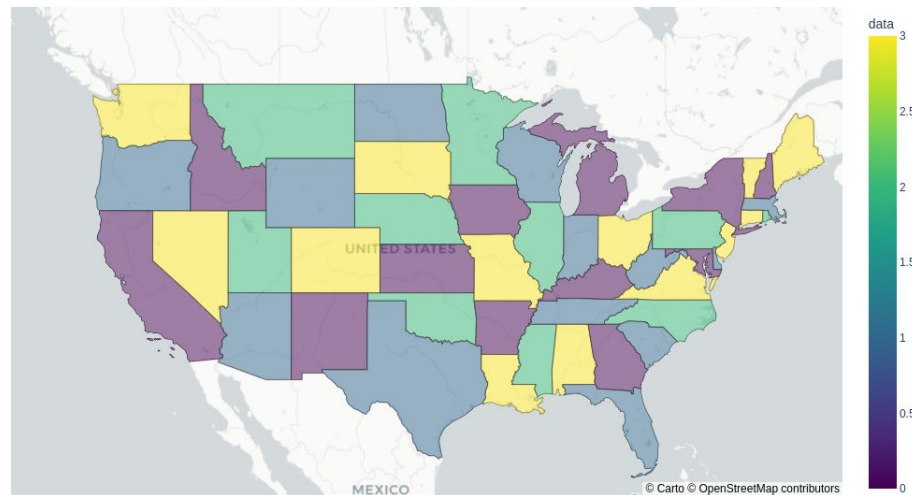 data
3
2.5
2
1.5
1
0.5
0
UNITED STATES
MEXICO
© Carto © OpenStreetMap contributors